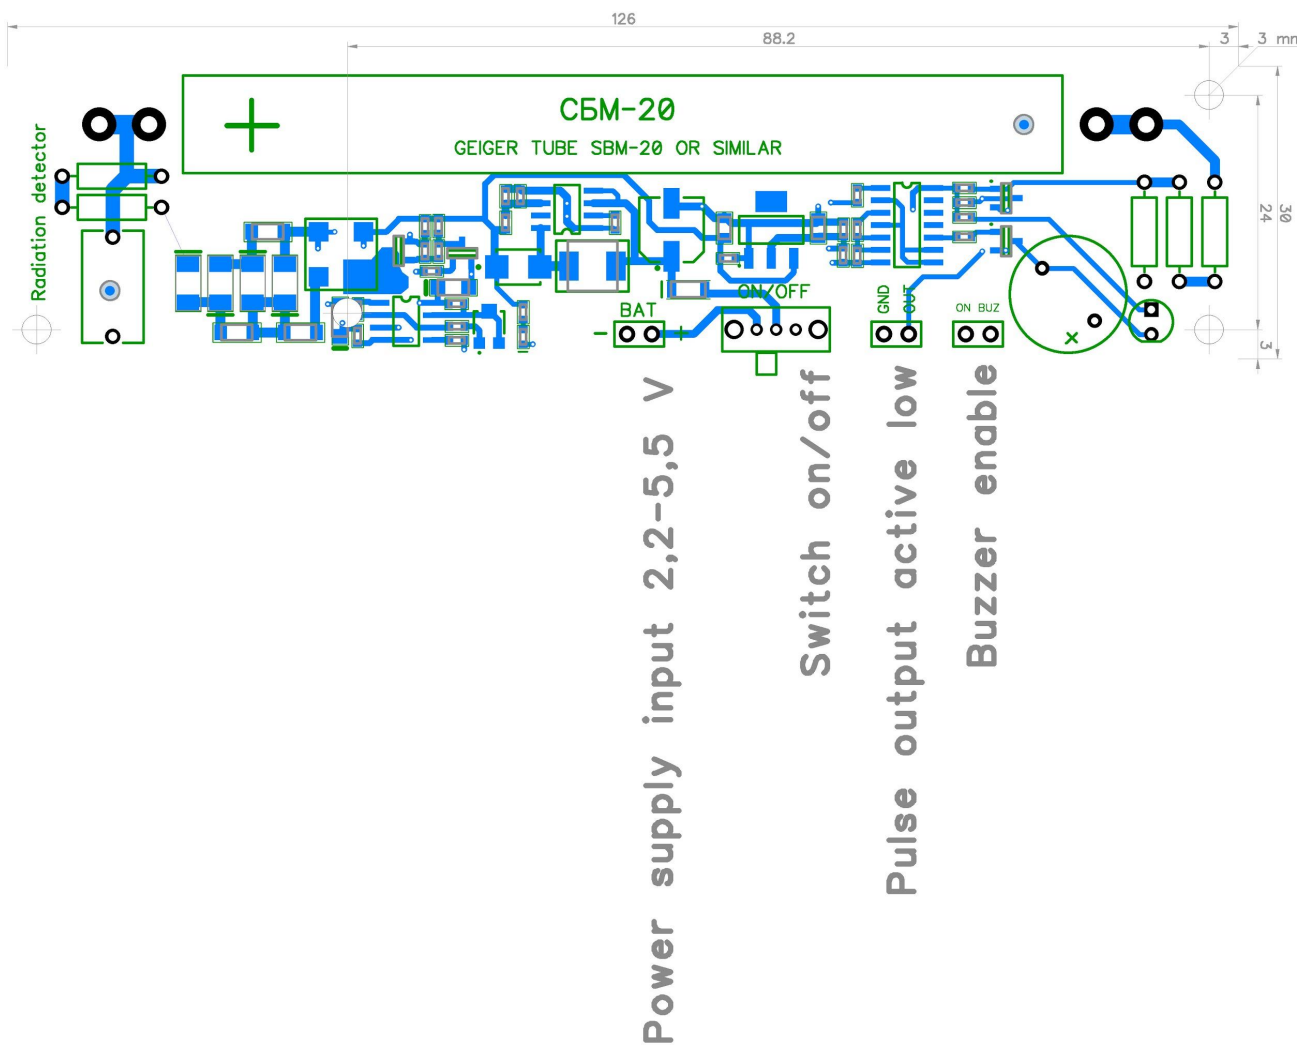 126
88.2
3
3 mm
СБМ-20
GEIGER TUBE SBM-20 OR SIMILAR
Radiation detector
24
30
3
BAT
- +
ON/OFF
GND
OUT
ON BUZ
Power supply input 2,2-5,5 V
Switch on/off
Pulse output active low
Buzzer enable